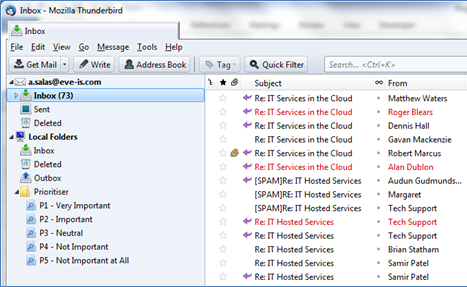 Inbox - Mozilla Thunderbird
Inbox
File Edit View Go Message Tools Help
Get Mail Write Address Book Tag Quick Filter Search... <Ctrl+K>
a.salas@eve-is.com
Inbox (73)
Sent
Deleted
Local Folders
Inbox
Deleted
Outbox
Prioritiser
P1 - Very Important
P2 - Important
P3 - Neutral
P4 - Not Important
P5 - Not Important at All
Subject From
Re: IT Services in the Cloud Matthew Waters
Re: IT Services in the Cloud Roger Blears
Re: IT Services in the Cloud Dennis Hall
Re: IT Services in the Cloud Gavan Mackenzie
Re: IT Services in the Cloud Robert Marcus
Re: IT Services in the Cloud Alan Dublon
[SPAM]Re: IT Hosted Services Audun Gudmunds...
[SPAM]Re: IT Hosted Services Margaret
[SPAM]Re: IT Hosted Services Tech Support
Re: IT Hosted Services Tech Support
Re: IT Hosted Services Brian Statham
Re: IT Hosted Services Samir Patel
Re: IT Hosted Services Samir Patel